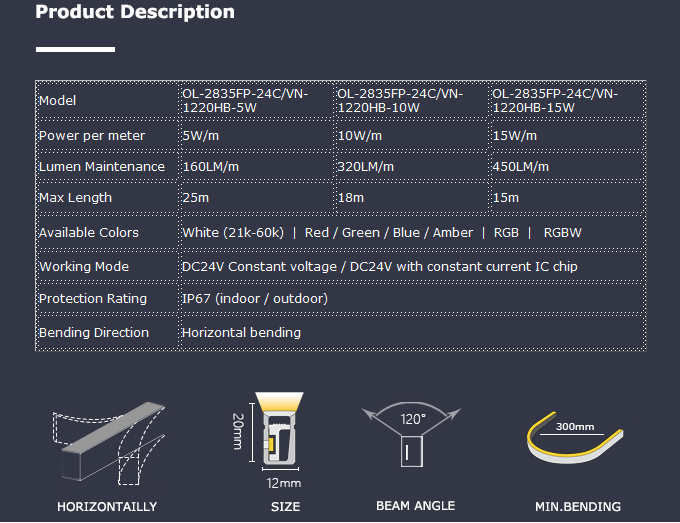 Product Description
Model
OL-2835FP-24C/VN-
1220HB-5W
OL-2835FP-24C/VN-
1220HB-10W
OL-2835FP-24C/VN-
1220HB-15W
Power per meter
5W/m
10W/m
15W/m
Lumen Maintenance
160LM/m
320LM/m
450LM/m
Max Length
25m
18m
15m
Available Colors
White (21k-60k) | Red / Green / Blue / Amber | RGB | RGBW
Working Mode
DC24V Constant voltage / DC24V with constant current IC chip
Protection Rating
IP67 (indoor / outdoor)
Bending Direction
Horizontal bending
20mm
12mm
120°
300mm
HORIZONTAILLY
SIZE
BEAM ANGLE
MIN.BENDING